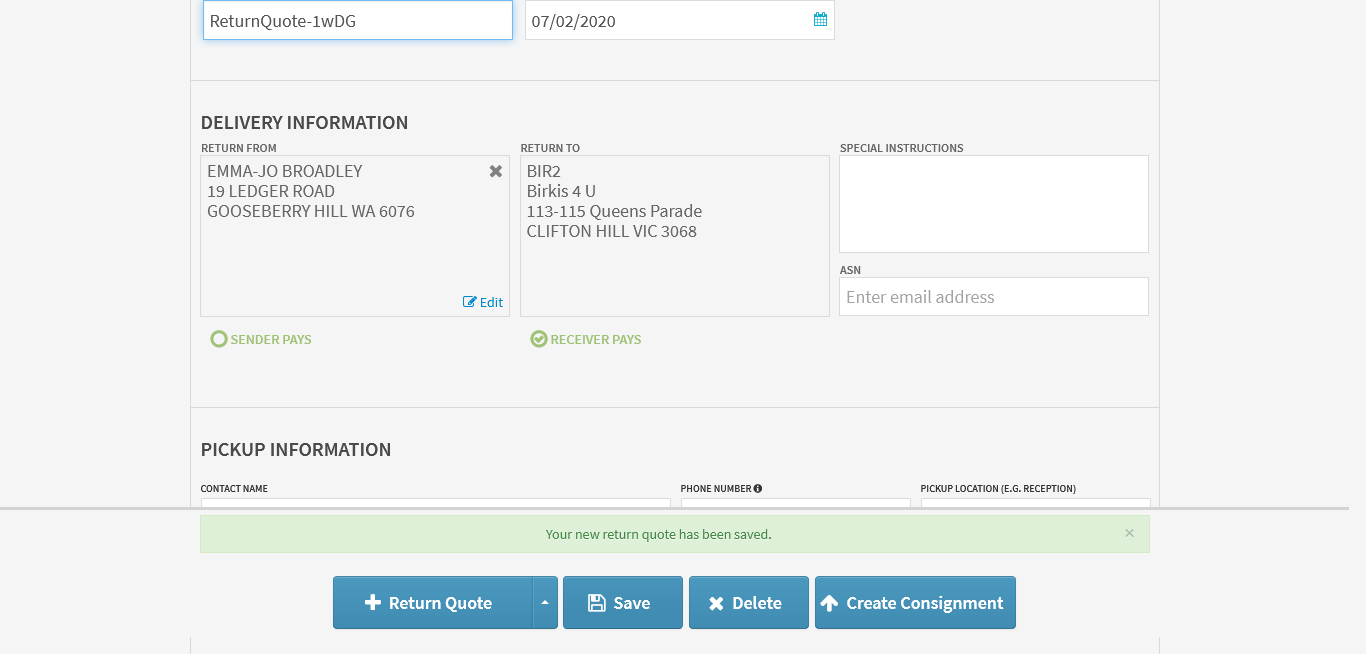 ReturnQuote-1wDG
07/02/2020
DELIVERY INFORMATION
RETURN FROM
EMMA-JO BROADLEY
19 LEDGER ROAD
GOOSEBERRY HILL WA 6076
Edit
SENDER PAYS
RETURN TO
BIR2
Birkis 4 U
113-115 Queens Parade
CLIFTON HILL VIC 3068
RECEIVER PAYS
SPECIAL INSTRUCTIONS
ASN
Enter email address
PICKUP INFORMATION
CONTACT NAME
PHONE NUMBER
PICKUP LOCATION (E.G. RECEPTION)
Your new return quote has been saved.
Return Quote
Save
Delete
Create Consignment